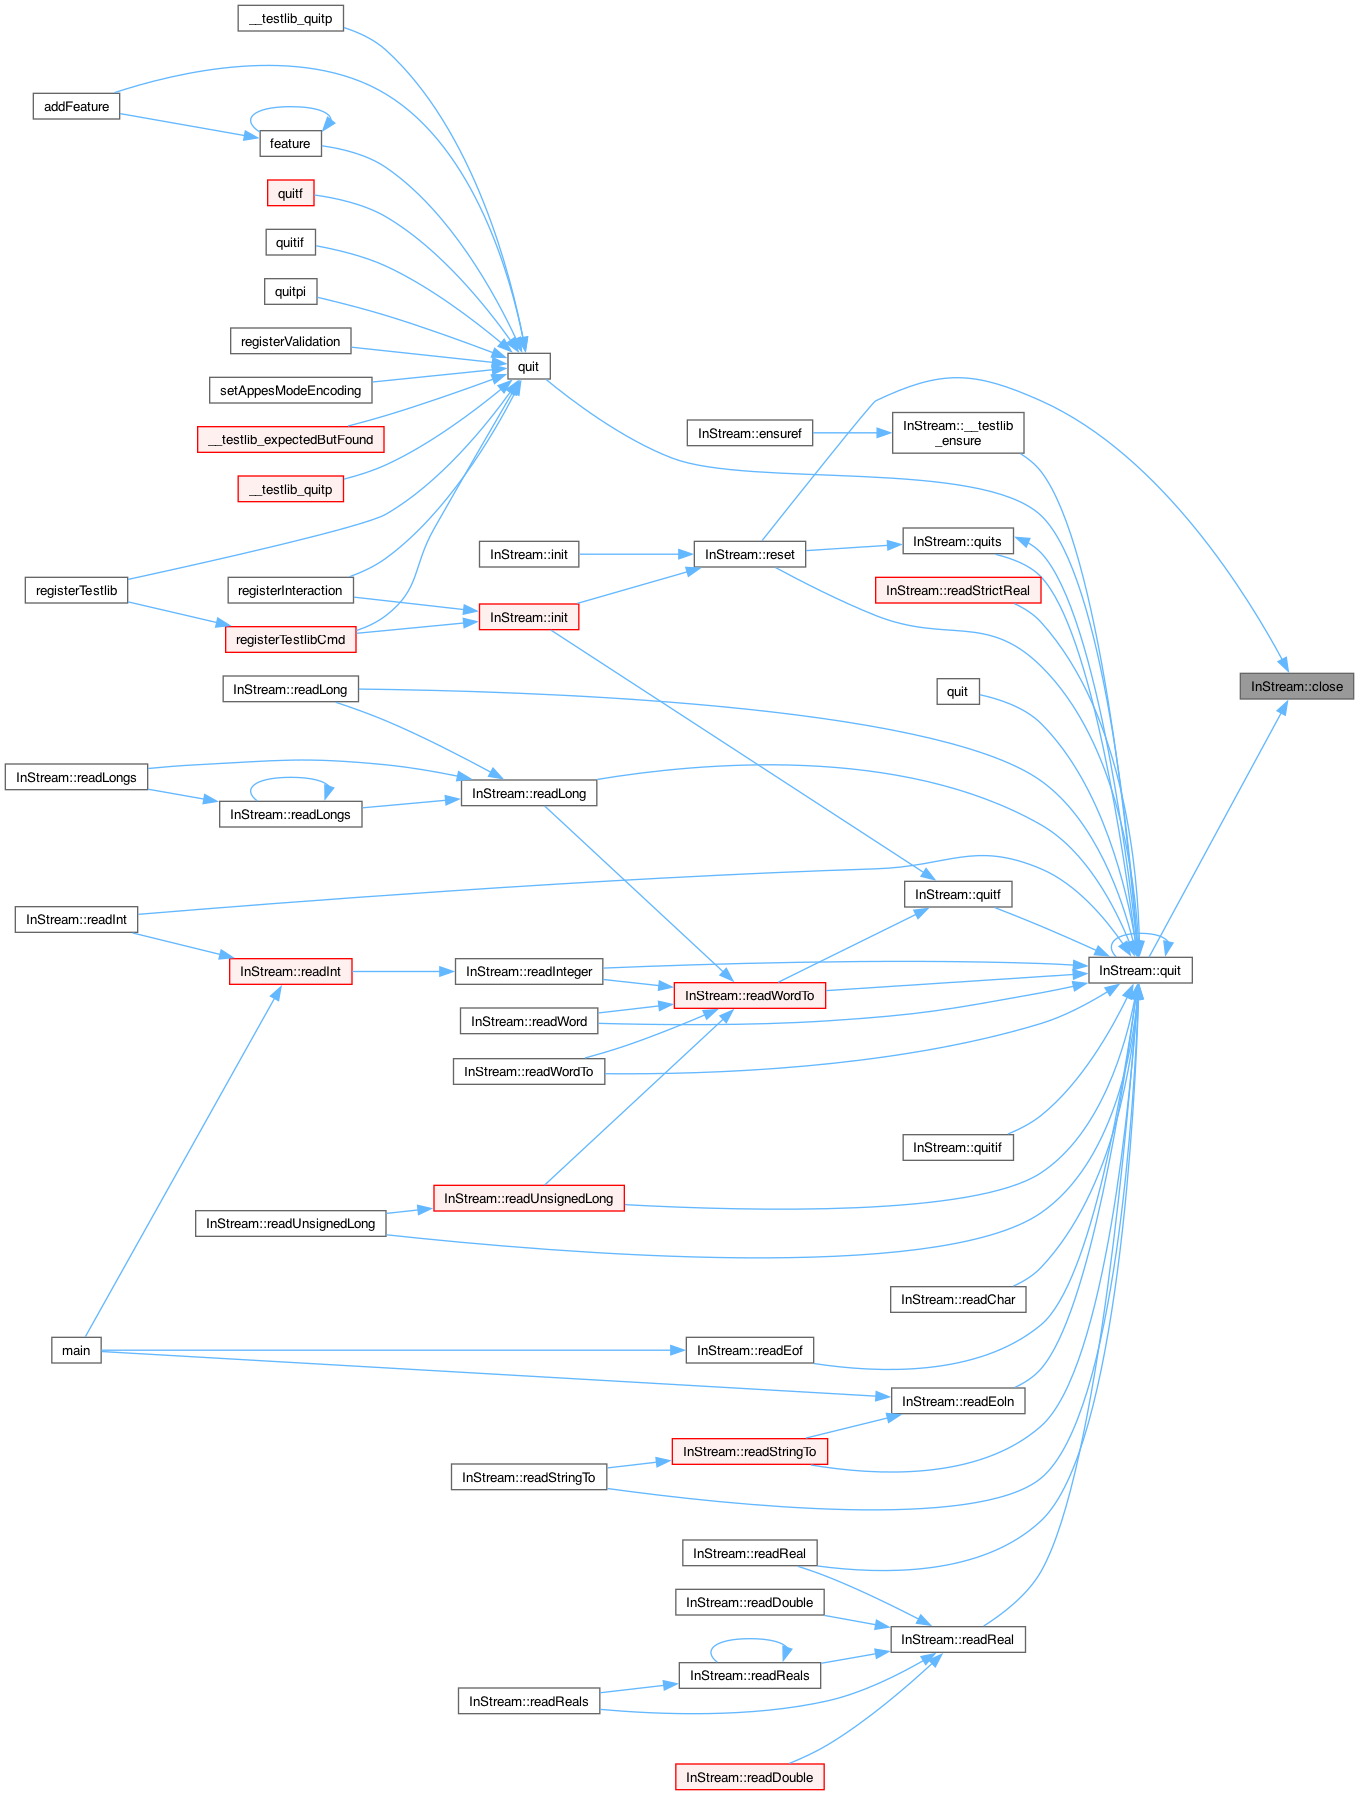 __testlib_quitp
addFeature
feature
quitf
quitif
quitpi
registerValidation
quit
setAppesModeEncoding
InStream::ensuref
InStream::__testlib
_ensure
__testlib_expectedButFound
__testlib_quitp
InStream::init
InStream::reset
InStream::quits
registerTestlib
registerInteraction
InStream::readStrictReal
InStream::init
registerTestlibCmd
InStream::readLong
quit
InStream::close
InStream::readLongs
InStream::readLong
InStream::readLongs
InStream::quitf
InStream::readInt
InStream::readInt
InStream::readInteger
InStream::quit
InStream::readWordTo
InStream::readWord
InStream::readWordTo
InStream::quitif
InStream::readUnsignedLong
InStream::readUnsignedLong
InStream::readChar
main
InStream::readEof
InStream::readEoln
InStream::readStringTo
InStream::readStringTo
InStream::readReal
InStream::readDouble
InStream::readReal
InStream::readReals
InStream::readReals
InStream::readDouble